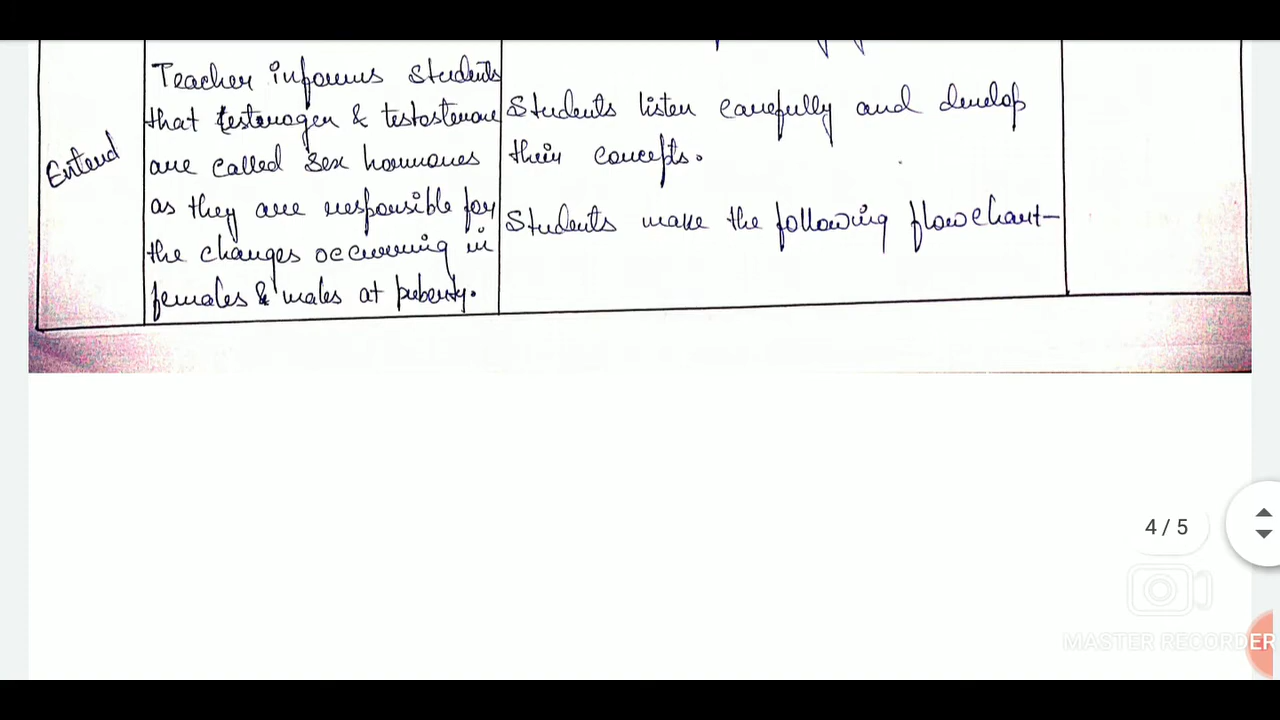 Teacher informs students
that testerogen & testosterone
are called sex hormones
as they are responsible for
the changes occurring in
females & males at puberty.
Extend
Students listen carefully and develop
their concepts.
Students make the following flowchart-
4 / 5
MASTER RECORDER